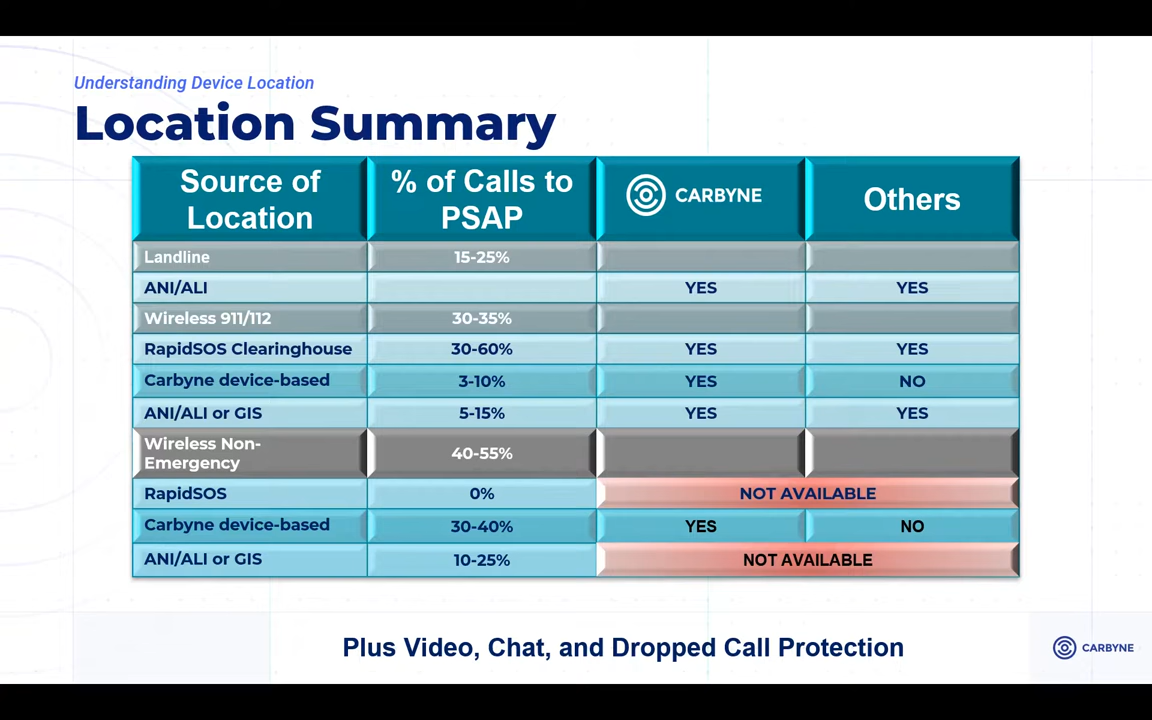 Understanding Device Location
Location Summary
Source of Location % of Calls to PSAP CARBYNE Others
Landline 15-25%
ANI/ALI YES YES
Wireless 911/112 30-35%
RapidSOS Clearinghouse 30-60% YES YES
Carbyne device-based 3-10% YES NO
ANI/ALI or GIS 5-15% YES YES
Wireless Non-
Emergency 40-55%
RapidSOS 0% NOT AVAILABLE
Carbyne device-based 30-40% YES NO
ANI/ALI or GIS 10-25% NOT AVAILABLE
Plus Video, Chat, and Dropped Call Protection
CARBYNE